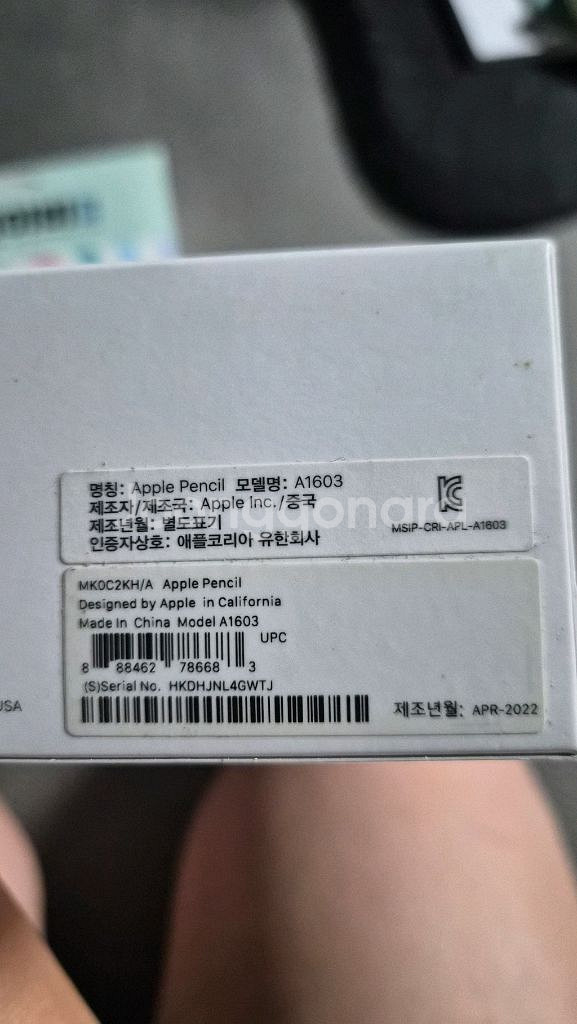 명칭: Apple Pencil 모델명: A1603
제조자/제조국: Apple Inc./중국
제조년월: 별도표기
인증자상호: 애플코리아 유한회사
MSIP-CRI-APL-A1603
MK0C2KH/A Apple Pencil
Designed by Apple in California
Made In China Model A1603
UPC
8 88462 78668 3
(S)Serial No. HKDHJNL4GWTJ
USA
제조년월: APR-2022